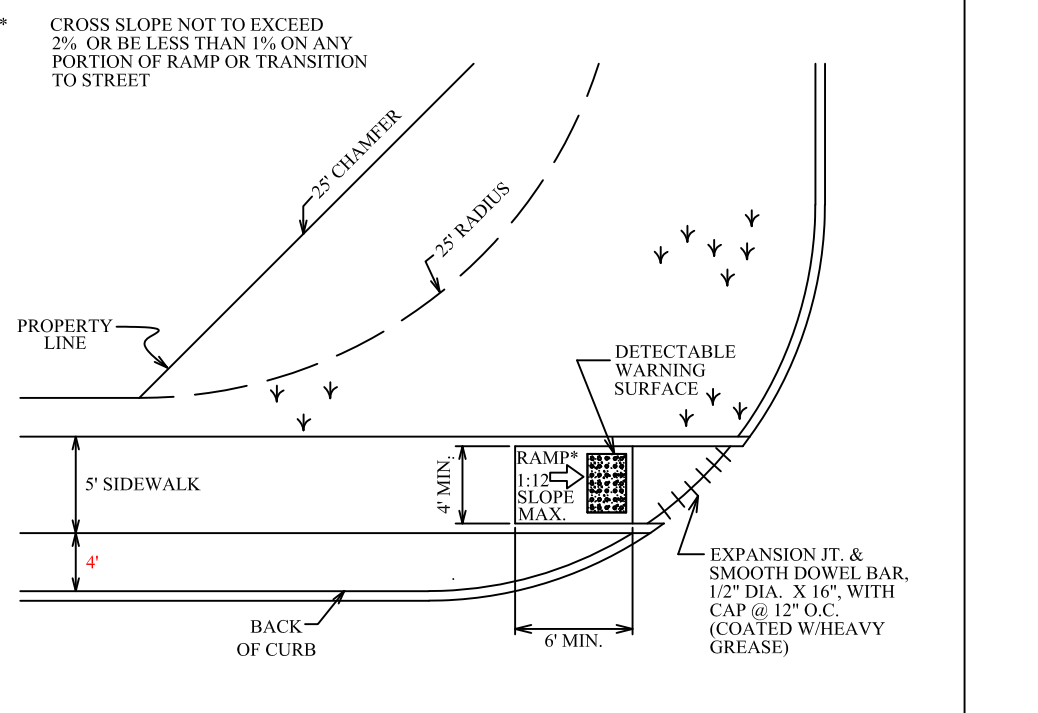 * CROSS SLOPE NOT TO EXCEED
2% OR BE LESS THAN 1% ON ANY
PORTION OF RAMP OR TRANSITION
TO STREET
25' CHAMFER
25' RADIUS
PROPERTY
LINE
DETECTABLE
WARNING
SURFACE
5' SIDEWALK
4' MIN.
RAMP*
1:12
SLOPE
MAX.
4'
EXPANSION JT. &
SMOOTH DOWEL BAR,
1/2" DIA. X 16", WITH
CAP @ 12" O.C.
(COATED W/HEAVY
GREASE)
BACK
OF CURB
6' MIN.